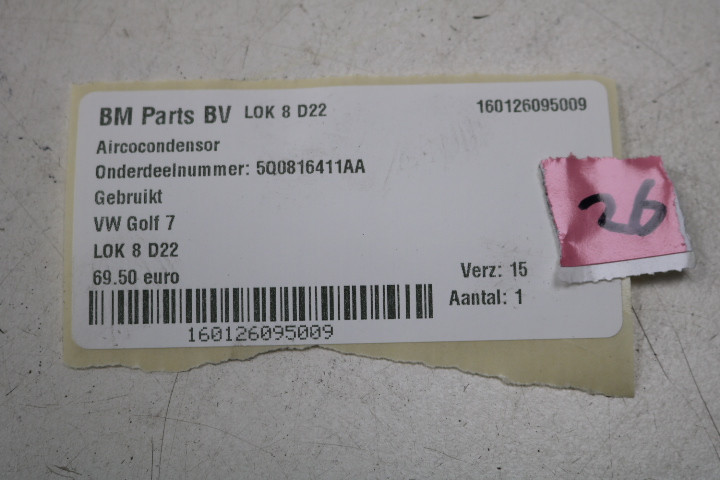 BM Parts BV LOK 8 D22 160126095009
Aircocondensor
Onderdeelnummer: 5Q0816411AA
Gebruikt
VW Golf 7
LOK 8 D22
69.50 euro
Verz: 15
Aantal: 1
160126095009
26